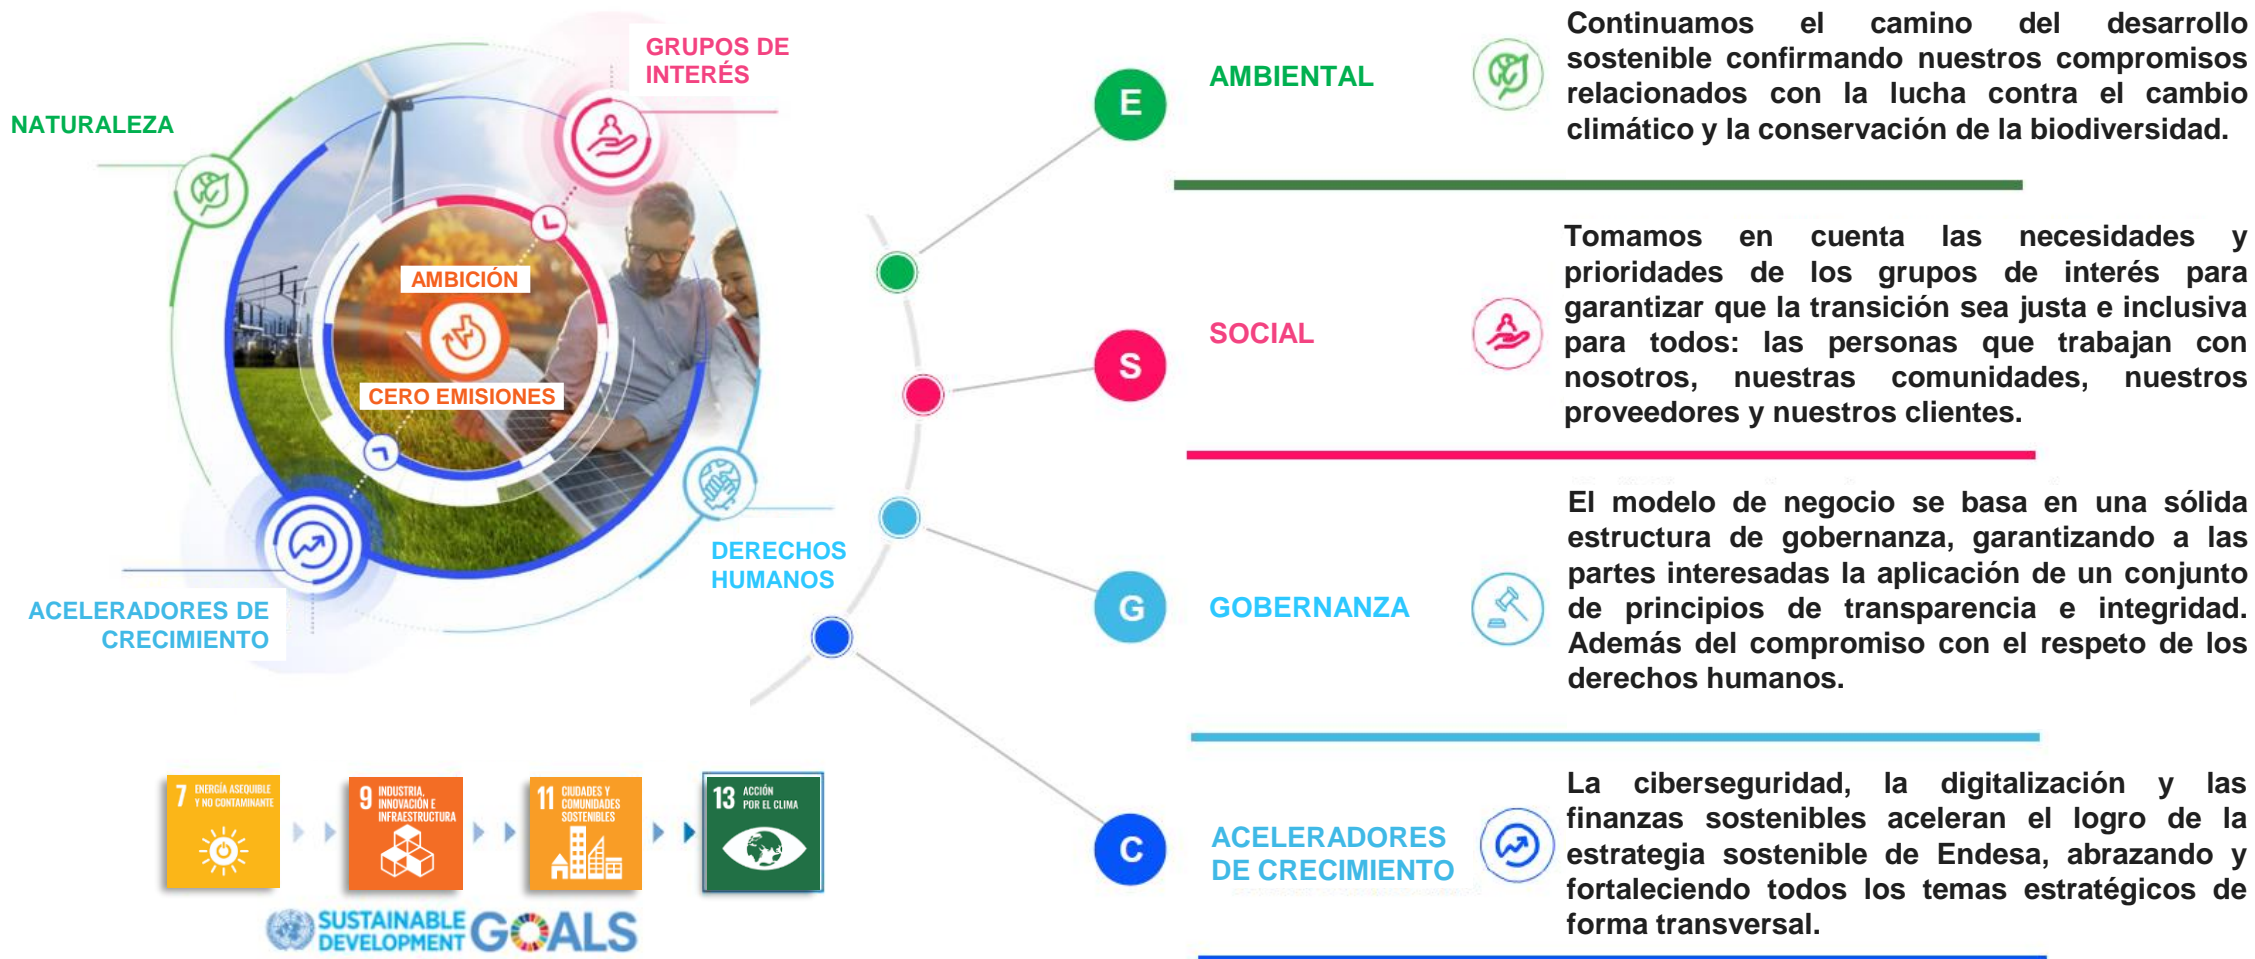 NATURALEZA
GRUPOS DE
INTERÉS
AMBICIÓN
CERO EMISIONES
DERECHOS
HUMANOS
ACELERADORES DE
CRECIMIENTO
7 ENERGÍA ASEQUIBLE
Y NO CONTAMINANTE
9 INDUSTRIA,
INNOVACIÓN E
INFRAESTRUCTURA
11 CIUDADES Y
COMUNIDADES
SOSTENIBLES
13 ACCIÓN
POR EL CLIMA
SUSTAINABLE
DEVELOPMENT
GOALS
E
AMBIENTAL
Continuamos el camino del desarrollo
sostenible confirmando nuestros compromisos
relacionados con la lucha contra el cambio
climático y la conservación de la biodiversidad.
S
SOCIAL
Tomamos en cuenta las necesidades y
prioridades de los grupos de interés para
garantizar que la transición sea justa e inclusiva
para todos: las personas que trabajan con
nosotros, nuestras comunidades, nuestros
proveedores y nuestros clientes.
G
GOBERNANZA
El modelo de negocio se basa en una sólida
estructura de gobernanza, garantizando a las
partes interesadas la aplicación de un conjunto
de principios de transparencia e integridad.
Además del compromiso con el respeto de los
derechos humanos.
C
ACELERADORES
DE CRECIMIENTO
La ciberseguridad, la digitalización y las
finanzas sostenibles aceleran el logro de la
estrategia sostenible de Endesa, abrazando y
fortaleciendo todos los temas estratégicos de
forma transversal.